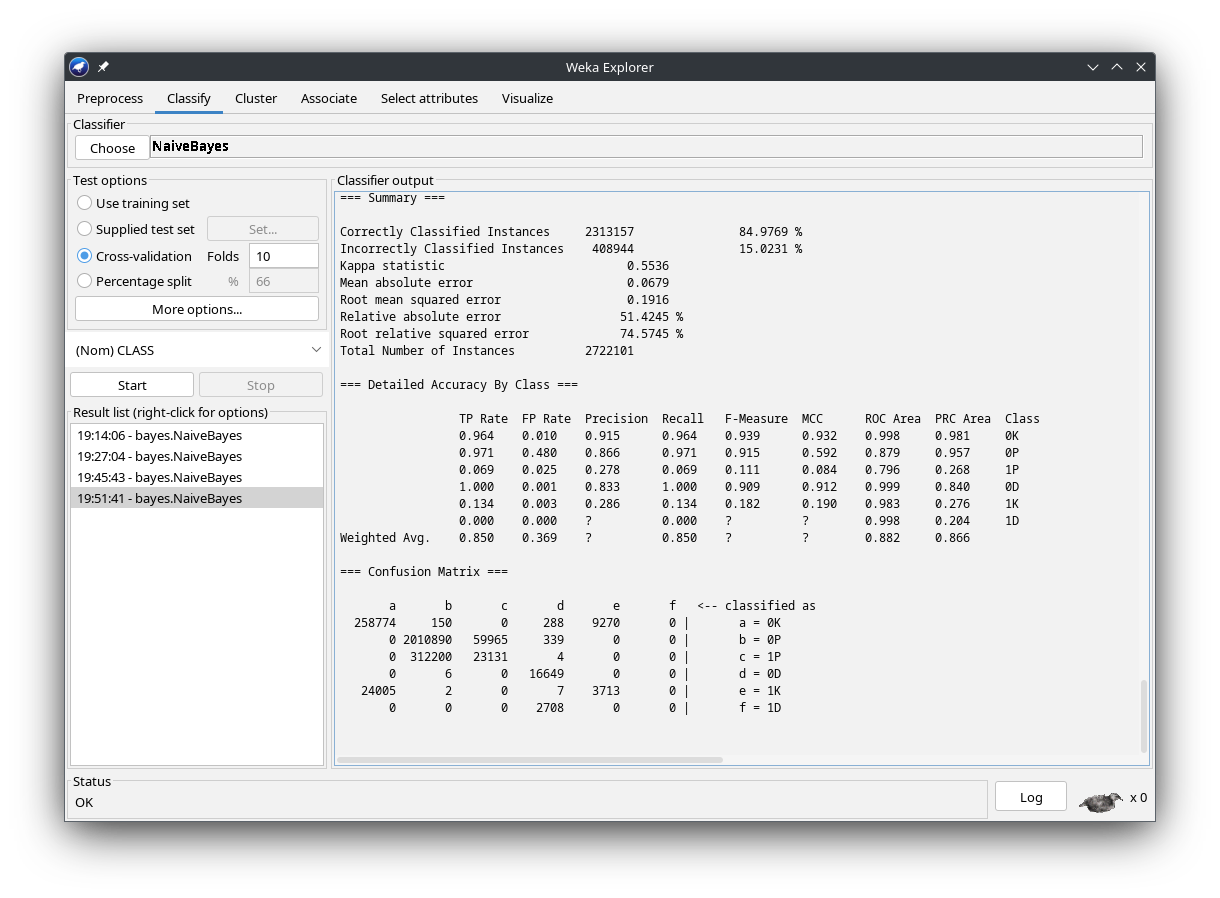 Weka Explorer
Preprocess Classify Cluster Associate Select attributes Visualize
Classifier
Choose NaiveBayes
Test options
Use training set
Supplied test set Set...
Cross-validation Folds 10
Percentage split % 66
More options...
(Nom) CLASS
Start Stop
Result list (right-click for options)
19:14:06 - bayes.NaiveBayes
19:27:04 - bayes.NaiveBayes
19:45:43 - bayes.NaiveBayes
19:51:41 - bayes.NaiveBayes
Classifier output
=== Summary ===
Correctly Classified Instances 2313157 84.9769 %
Incorrectly Classified Instances 408944 15.0231 %
Kappa statistic 0.5536
Mean absolute error 0.0679
Root mean squared error 0.1916
Relative absolute error 51.4245 %
Root relative squared error 74.5745 %
Total Number of Instances 2722101
=== Detailed Accuracy By Class ===
TP Rate FP Rate Precision Recall F-Measure MCC ROC Area PRC Area Class
0.964 0.010 0.915 0.964 0.939 0.932 0.998 0.981 0K
0.971 0.480 0.866 0.971 0.915 0.592 0.879 0.957 0P
0.069 0.025 0.278 0.069 0.111 0.084 0.796 0.268 1P
1.000 0.001 0.833 1.000 0.909 0.912 0.999 0.840 0D
0.134 0.003 0.286 0.134 0.182 0.190 0.983 0.276 1K
0.000 0.000 ? 0.000 ? ? 0.998 0.204 1D
Weighted Avg. 0.850 0.369 ? 0.850 ? ? 0.882 0.866
=== Confusion Matrix ===
a b c d e f <-- classified as
258774 150 0 288 9270 0 | a = 0K
0 2010890 59965 339 0 0 | b = 0P
0 312200 23131 4 0 0 | c = 1P
0 6 0 16649 0 0 | d = 0D
24005 2 0 7 3713 0 | e = 1K
0 0 0 2708 0 0 | f = 1D
Status
OK
Log x 0